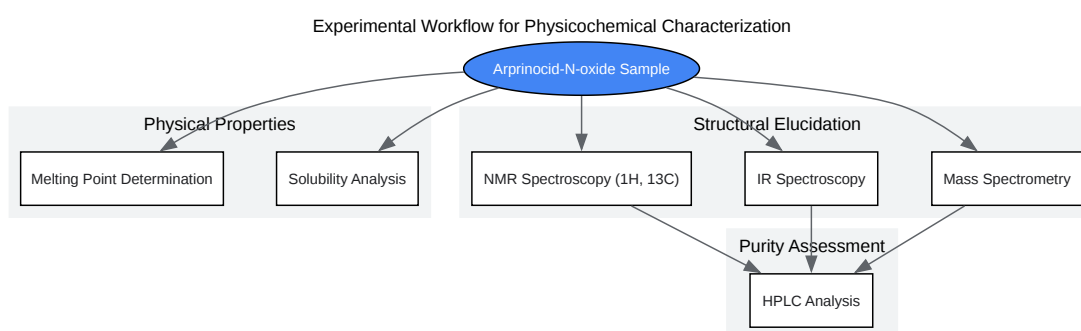 Experimental Workflow for Physicochemical Characterization
Arprinocid-N-oxide Sample
Physical Properties
Structural Elucidation
Melting Point Determination
Solubility Analysis
NMR Spectroscopy (1H, 13C)
IR Spectroscopy
Mass Spectrometry
Purity Assessment
HPLC Analysis